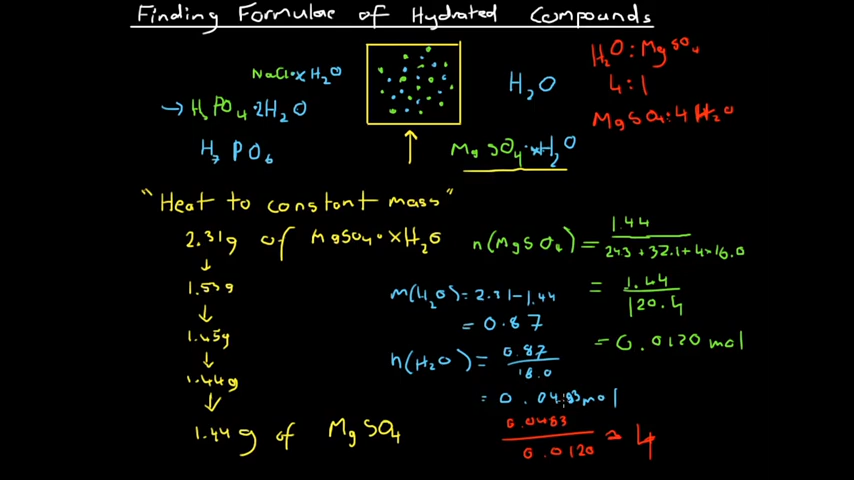 Finding Formulae of Hydrated Compounds
NaCl·xH₂O
→ H₃PO₄·2H₂O
H₇PO₆
H₂O
MgSO₄·xH₂O
H₂O:MgSO₄
4:1
MgSO₄:4H₂O
"Heat to constant mass"
2.31g of MgSO₄·xH₂O
↓
1.53g
↓
1.45g
↓
1.44g
↓
1.44g of MgSO₄
n(MgSO₄) = 1.44 / 24.3+32.1+4×16.0
= 1.44 / 120.4
= 0.0120 mol
m(H₂O) = 2.31-1.44
= 0.87
n(H₂O) = 0.87 / 18.0
= 0.0483 mol
0.0483 / 0.0120 ≈ 4